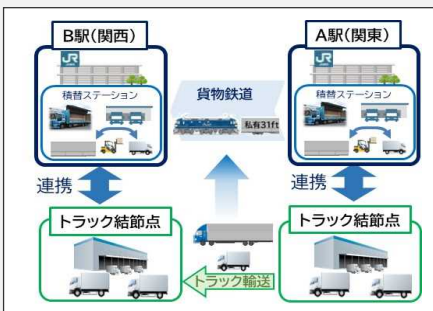 B駅(関西)
JR
積替ステーション
連携
トラック結節点
貨物鉄道
私有31ft
トラック輸送
A駅(関東)
JR
積替ステーション
連携
トラック結節点